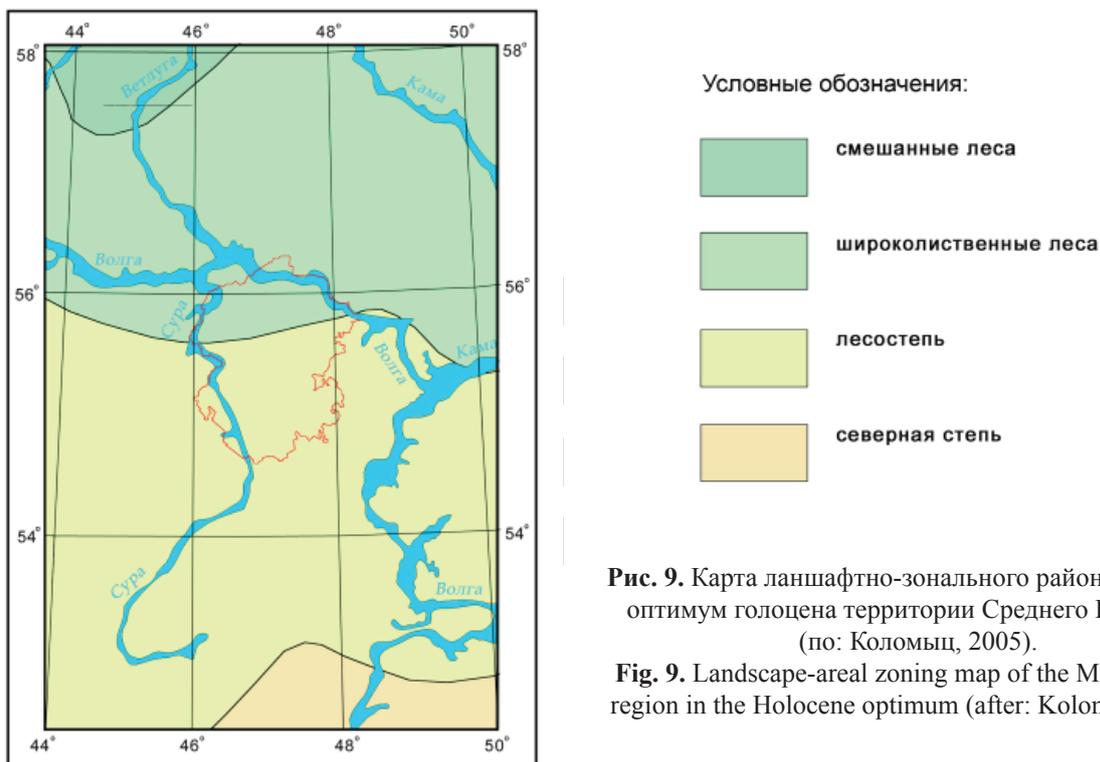 44° 46° 48° 50°
58° 58°
Ветлуга
Кама
Волга
56° 56°
Сура
Волга
Кама
54° 54°
Сура
Волга
44° 46° 48° 50°
Условные обозначения:
смешанные леса
широколиственные леса
лесостепь
северная степь
Рис. 9. Карта ланшафтно-зонального
оптимум голоцена территории Среднего
(по: Коломыц, 2005).
Fig. 9. Landscape-areal zoning map of the
region in the Holocene optimum (after: